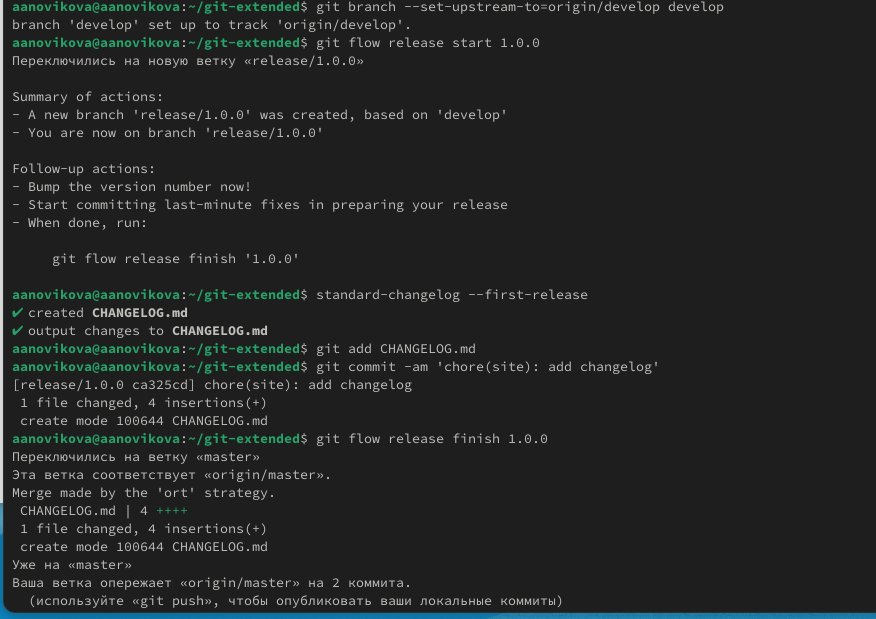 aanovikova@aanovikova:~/git-extended$ git branch --set-upstream-to=origin/develop develop
branch 'develop' set up to track 'origin/develop'.
aanovikova@aanovikova:~/git-extended$ git flow release start 1.0.0
Переключились на новую ветку «release/1.0.0»

Summary of actions:
- A new branch 'release/1.0.0' was created, based on 'develop'
- You are now on branch 'release/1.0.0'

Follow-up actions:
- Bump the version number now!
- Start committing last-minute fixes in preparing your release
- When done, run:

     git flow release finish '1.0.0'

aanovikova@aanovikova:~/git-extended$ standard-changelog --first-release
✔ created CHANGELOG.md
✔ output changes to CHANGELOG.md
aanovikova@aanovikova:~/git-extended$ git add CHANGELOG.md
aanovikova@aanovikova:~/git-extended$ git commit -am 'chore(site): add changelog'
[release/1.0.0 ca325cd] chore(site): add changelog
 1 file changed, 4 insertions(+)
 create mode 100644 CHANGELOG.md
aanovikova@aanovikova:~/git-extended$ git flow release finish 1.0.0
Переключились на ветку «master»
Эта ветка соответствует «origin/master».
Merge made by the 'ort' strategy.
 CHANGELOG.md | 4 ++++
 1 file changed, 4 insertions(+)
 create mode 100644 CHANGELOG.md
Уже на «master»
Ваша ветка опережает «origin/master» на 2 коммита.
  (используйте «git push», чтобы опубликовать ваши локальные коммиты)